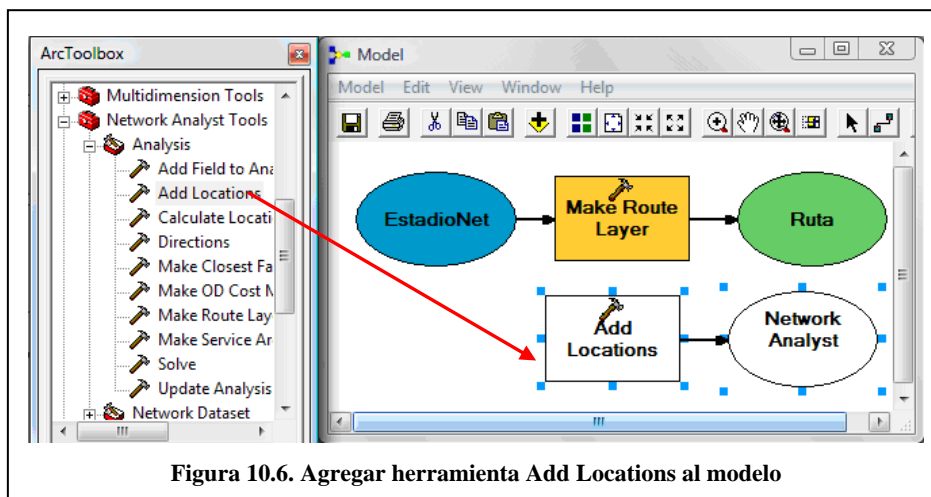 ArcToolbox
Multidimension Tools
Network Analyst Tools
Analysis
Add Field to Ana
Add Locations
Calculate Locati
Directions
Make Closest Fa
Make OD Cost M
Make Route Lay
Make Service Ar
Solve
Update Analysis
Network Dataset
Model
Model Edit View Window Help
EstadioNet
Make Route
Layer
Ruta
Add
Locations
Network
Analyst
Figura 10.6. Agregar herramienta Add Locations al modelo